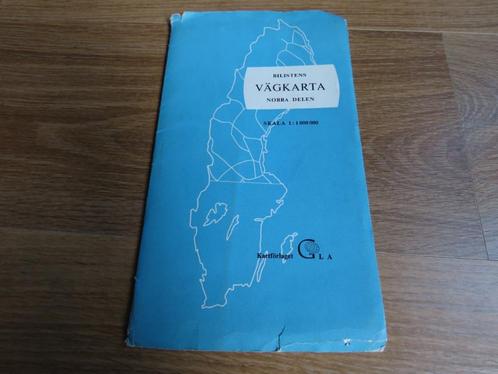 BILISTENS
VÄGKARTA
NORRA DELEN
SKALA 1:1 000 000
Kartförlaget GLA